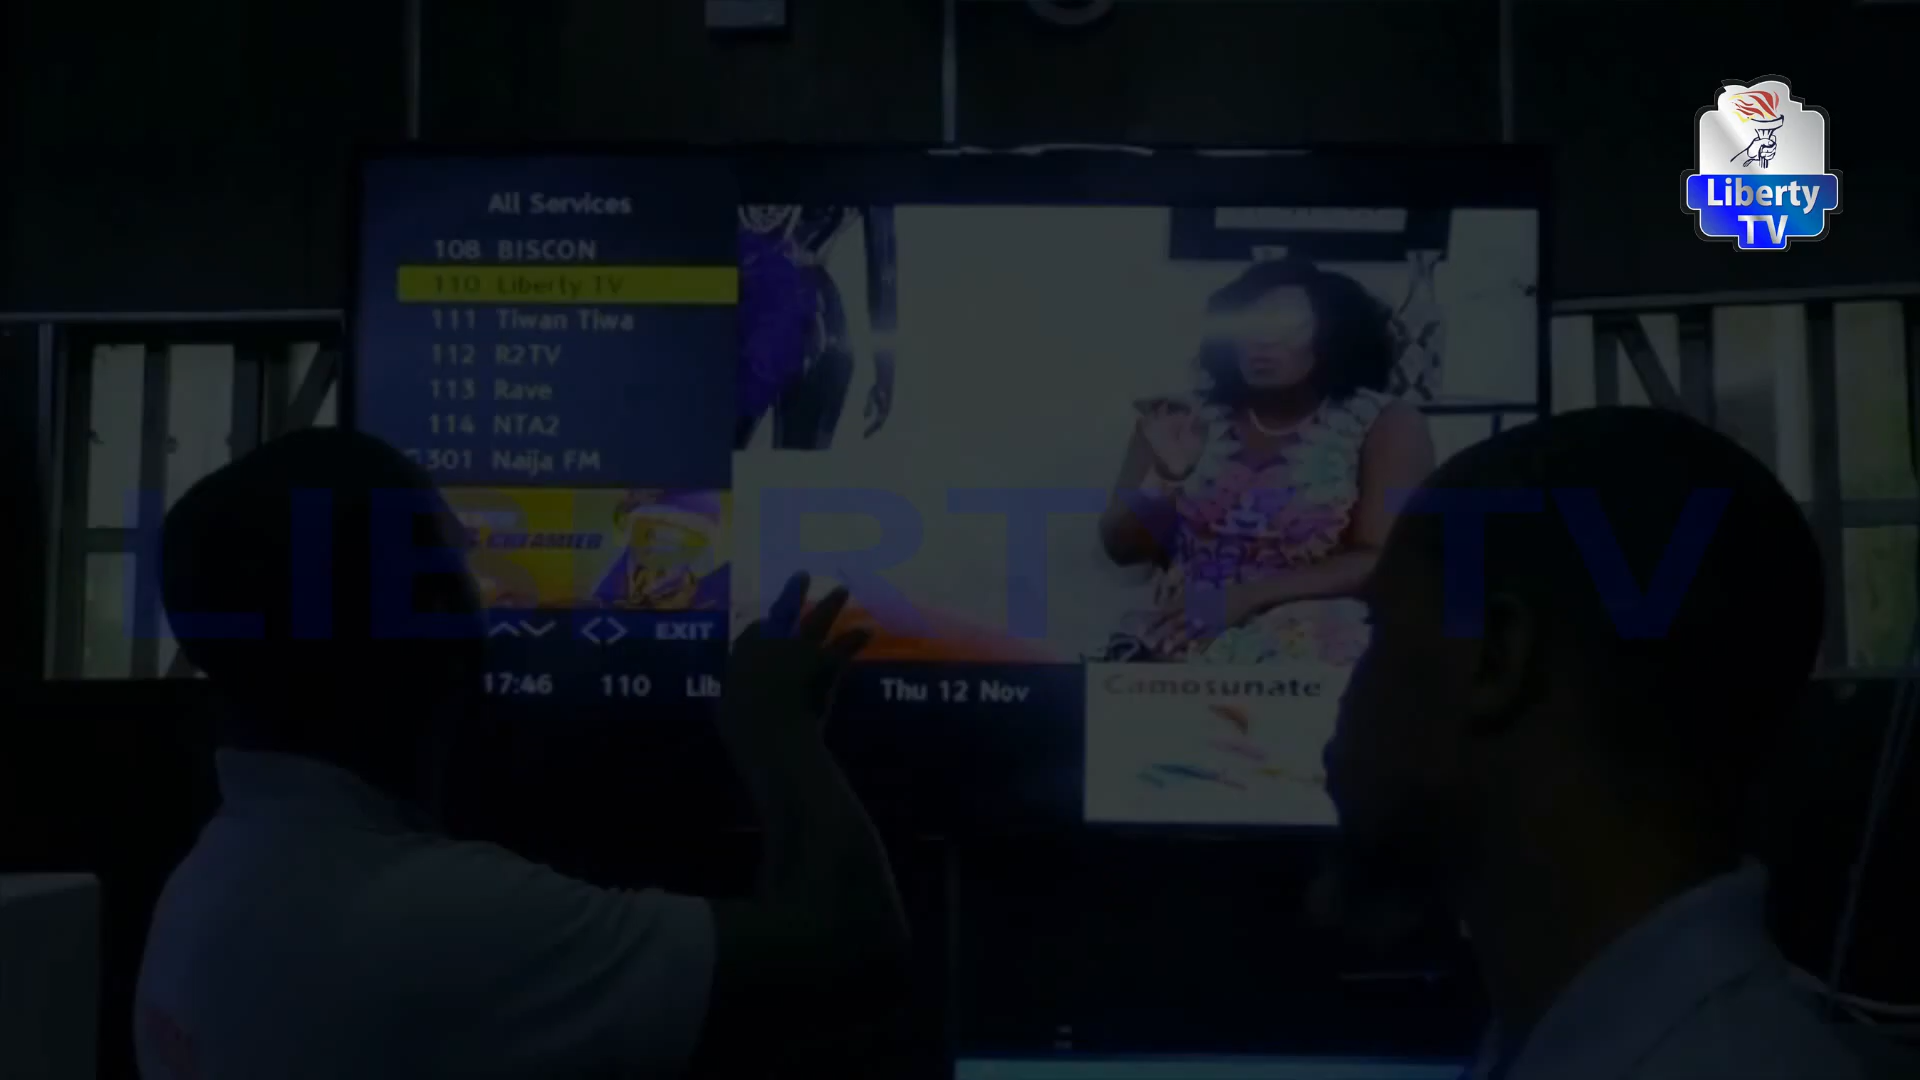 Liberty
TV
All Services
108 BISCON
110 Liberty TV
111 Tiwan Tiwa
112 R2TV
113 Rave
114 NTA2
301 Naija FM
LIBERTY TV
EXIT
17:46 110 Lib
Thu 12 Nov
Camosunate